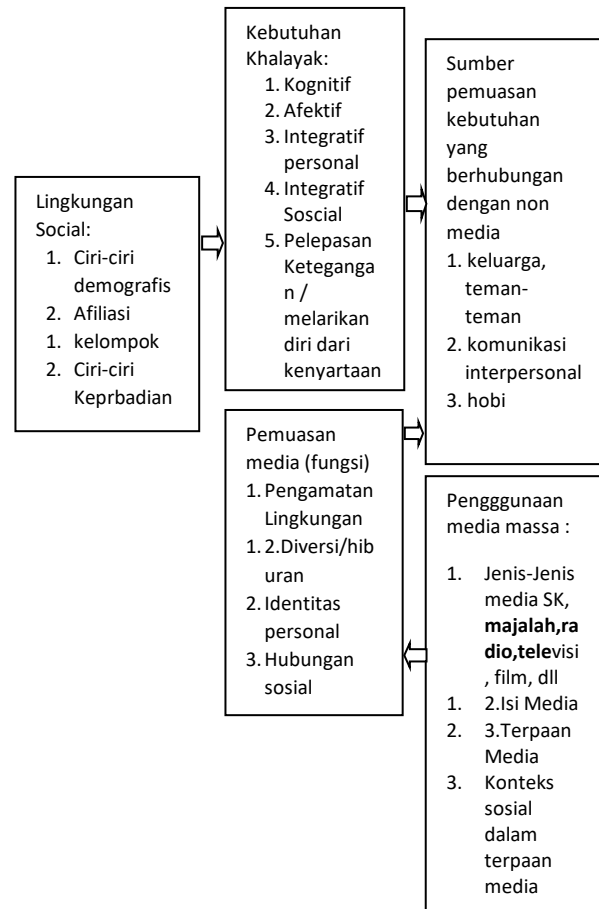 Lingkungan
Social:
1. Ciri-ciri
demografis
2. Afiliasi
1. kelompok
2. Ciri-ciri
Keprbadian
Kebutuhan
Khalayak:
1. Kognitif
2. Afektif
3. Integratif
personal
4. Integratif
Soscial
5. Pelepasan
Keteganga
n /
melarikan
diri dari
kenyartaan
Sumber
pemuasan
kebutuhan
yang
berhubungan
dengan non
media
1. keluarga,
teman-
teman
2. komunikasi
interpersonal
3. hobi
Pemuasan
media (fungsi)
1. Pengamatan
Lingkungan
1. 2.Diversi/hib
uran
2. Identitas
personal
3. Hubungan
sosial
Pengggunaan
media massa :
1. Jenis-Jenis
media SK,
majalah,ra
dio,televisi
, film, dll
1. 2.Isi Media
2. 3.Terpaan
Media
3. Konteks
sosial
dalam
terpaan
media